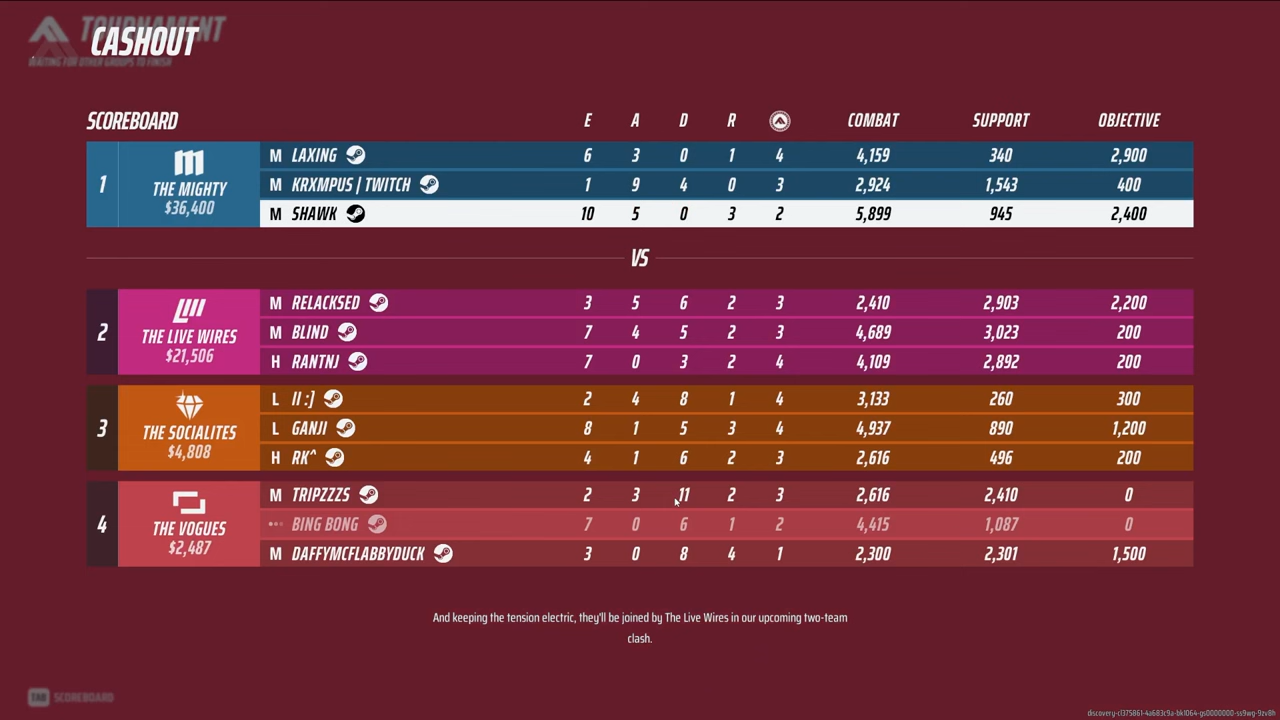 TOURNAMENT
CASHOUT
WAITING FOR OTHER GROUPS TO FINISH
SCOREBOARD E A D R COMBAT SUPPORT OBJECTIVE
1 THE MIGHTY $36,400
M LAXING 6 3 0 1 4 4,159 340 2,900
M KRXMPUS | TWITCH 1 9 4 0 3 2,924 1,543 400
M SHAWK 10 5 0 3 2 5,899 945 2,400
VS
2 THE LIVE WIRES $21,506
M RELACKSED 3 5 6 2 3 2,410 2,903 2,200
M BLIND 7 4 5 2 3 4,689 3,023 200
H RANTNJ 7 0 3 2 4 4,109 2,892 200
3 THE SOCIALITES $4,808
L II :] 2 4 8 1 4 3,133 260 300
L GANJI 8 1 5 3 4 4,937 890 1,200
H RK^ 4 1 6 2 3 2,616 496 200
4 THE VOGUES $2,487
M TRIPZZZS 2 3 11 2 3 2,616 2,410 0
••• BING BONG 7 0 6 1 2 4,415 1,087 0
M DAFFYMCFLABBYDUCK 3 0 8 4 1 2,300 2,301 1,500
And keeping the tension electric, they'll be joined by The Live Wires in our upcoming two-team
clash.
TAB SCOREBOARD